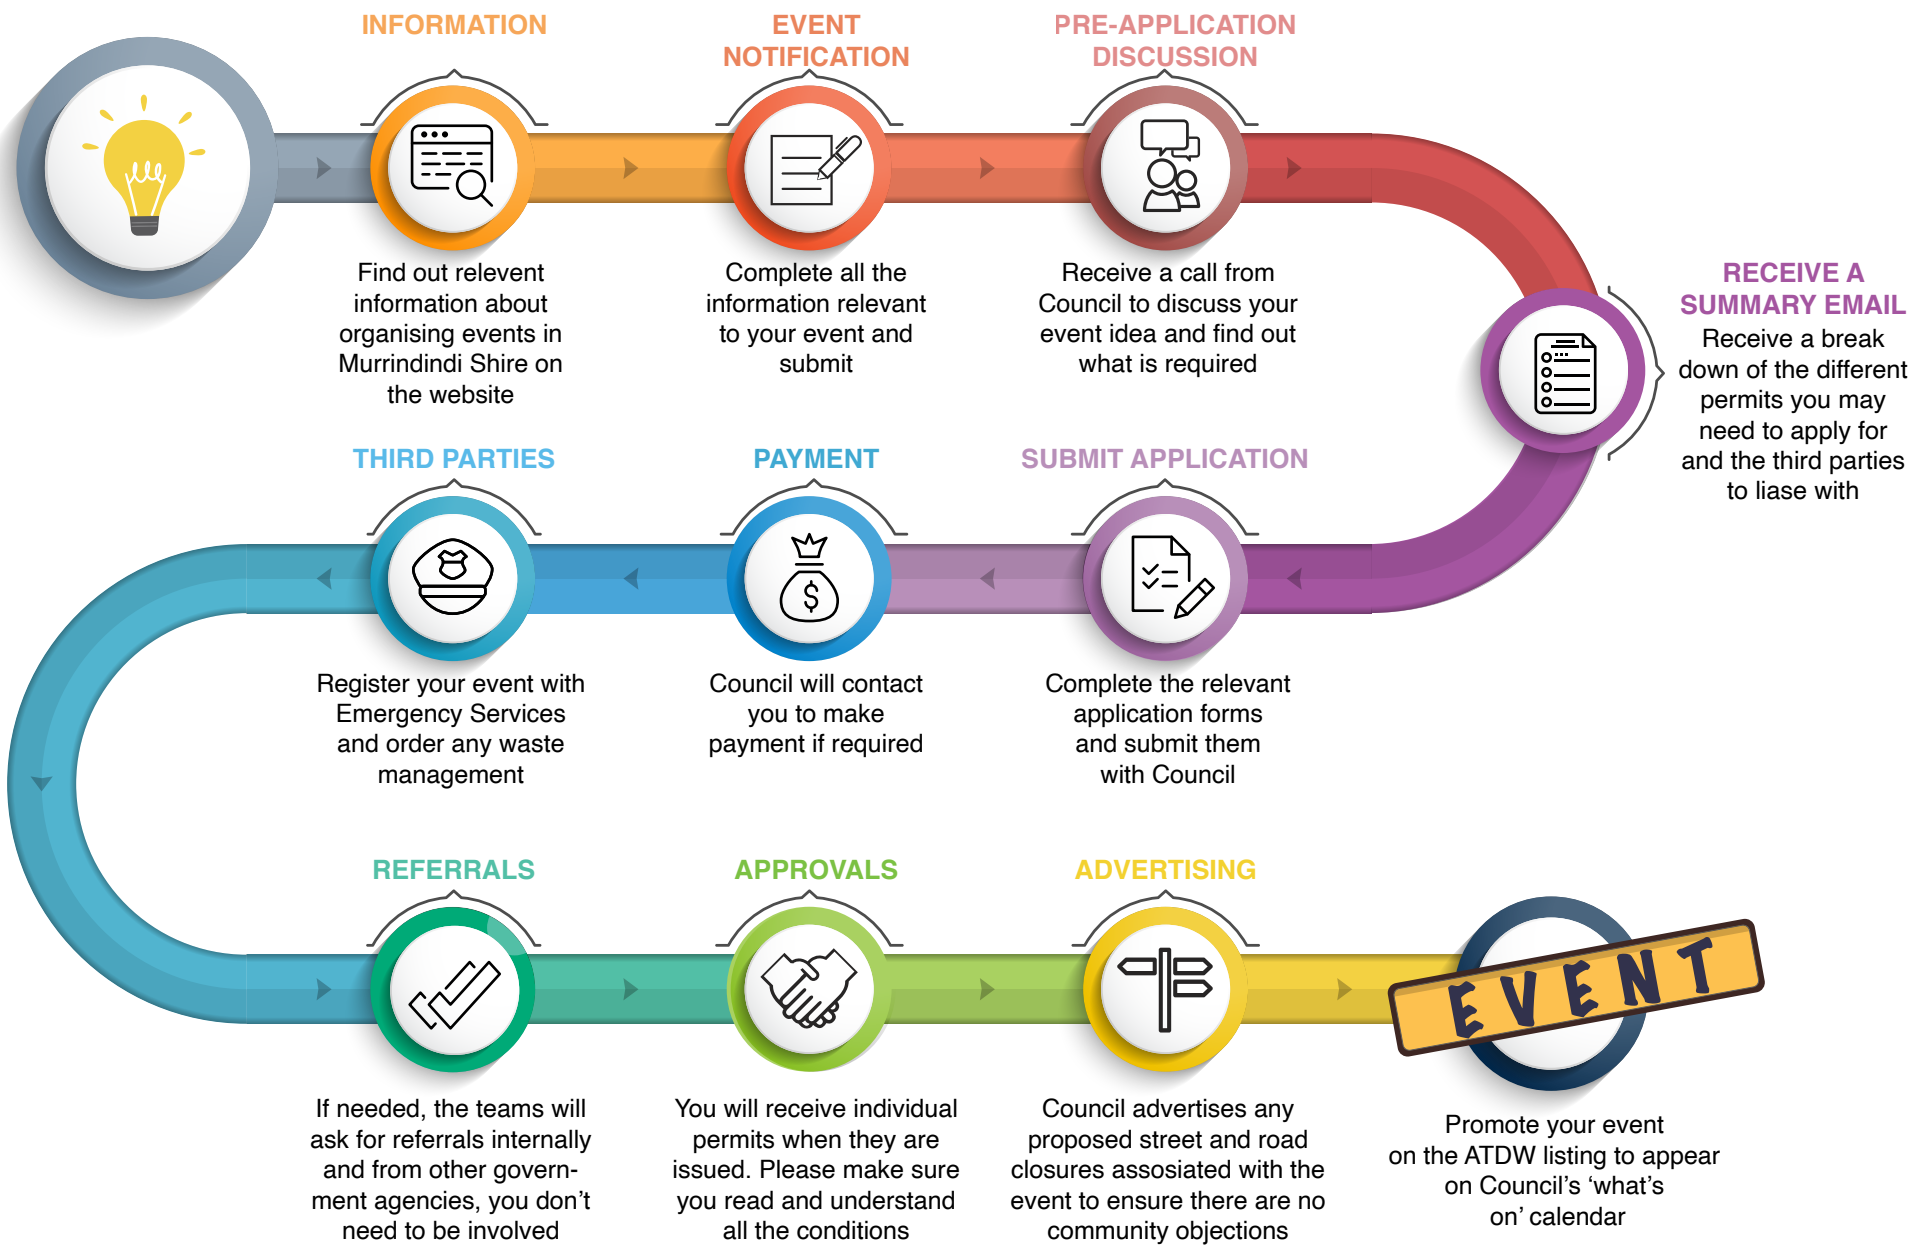 INFORMATION
Find out relevent
information about
organising events in
Murrindindi Shire on
the website
EVENT
NOTIFICATION
Complete all the
information relevant
to your event and
submit
PRE-APPLICATION
DISCUSSION
Receive a call from
Council to discuss your
event idea and find out
what is required
RECEIVE A
SUMMARY EMAIL
Receive a break
down of the different
permits you may
need to apply for
and the third parties
to liase with
SUBMIT APPLICATION
Complete the relevant
application forms
and submit them
with Council
PAYMENT
$
Council will contact
you to make
payment if required
THIRD PARTIES
Register your event with
Emergency Services
and order any waste
management
REFERRALS
If needed, the teams will
ask for referrals internally
and from other govern-
ment agencies, you don’t
need to be involved
APPROVALS
You will receive individual
permits when they are
issued. Please make sure
you read and understand
all the conditions
ADVERTISING
Council advertises any
proposed street and road
closures assosiated with the
event to ensure there are no
community objections
EVENT
Promote your event
on the ATDW listing to appear
on Council’s ‘what’s
on’ calendar